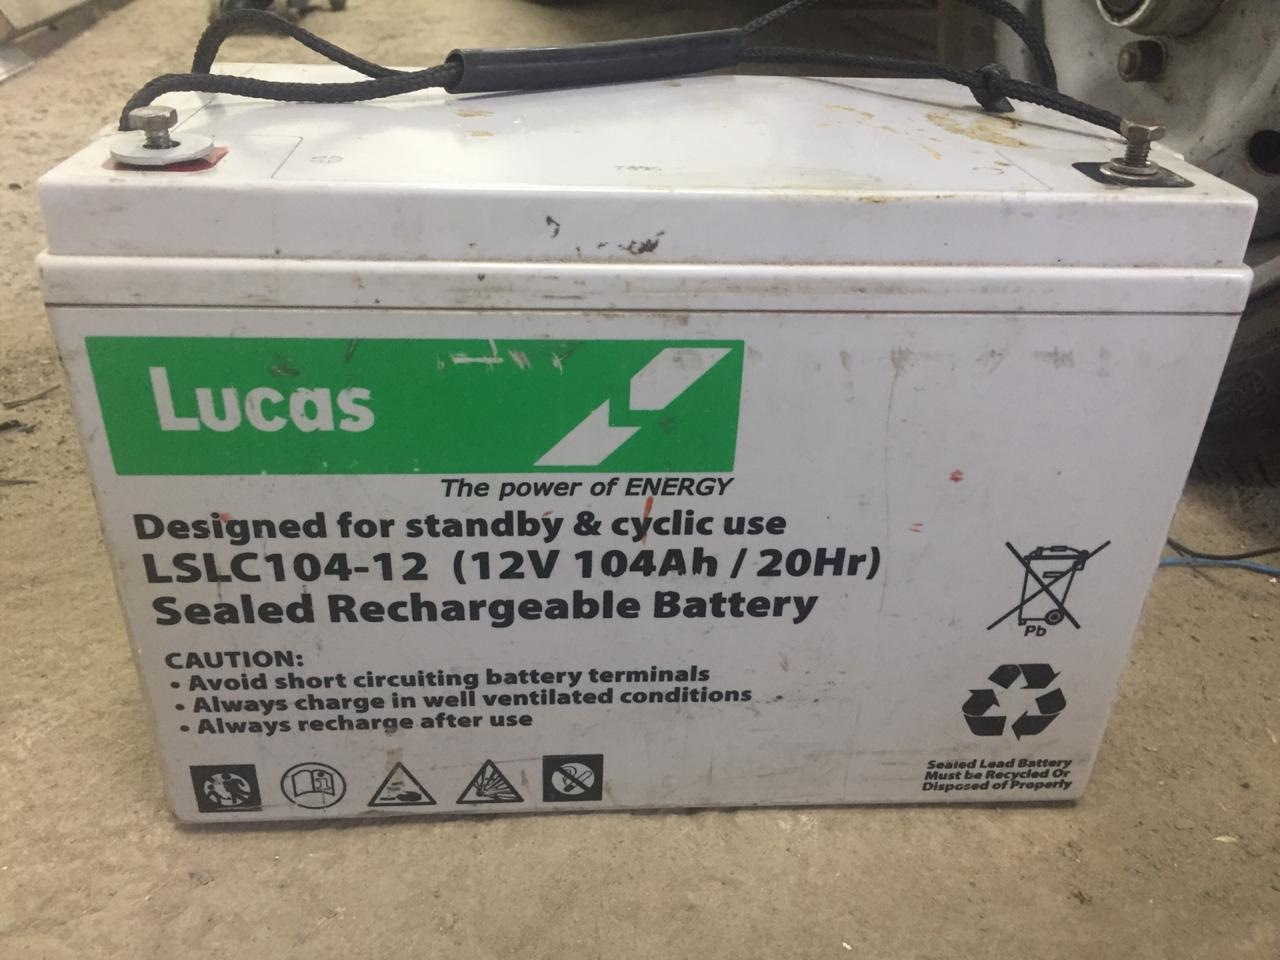 Lucas
The power of ENERGY
Designed for standby & cyclic use
LSLC104-12 (12V 104Ah / 20Hr)
Sealed Rechargeable Battery
CAUTION:
• Avoid short circuiting battery terminals
• Always charge in well ventilated conditions
• Always recharge after use
Pb
Sealed Lead Battery
Must be Recycled Or
Disposed of Properly